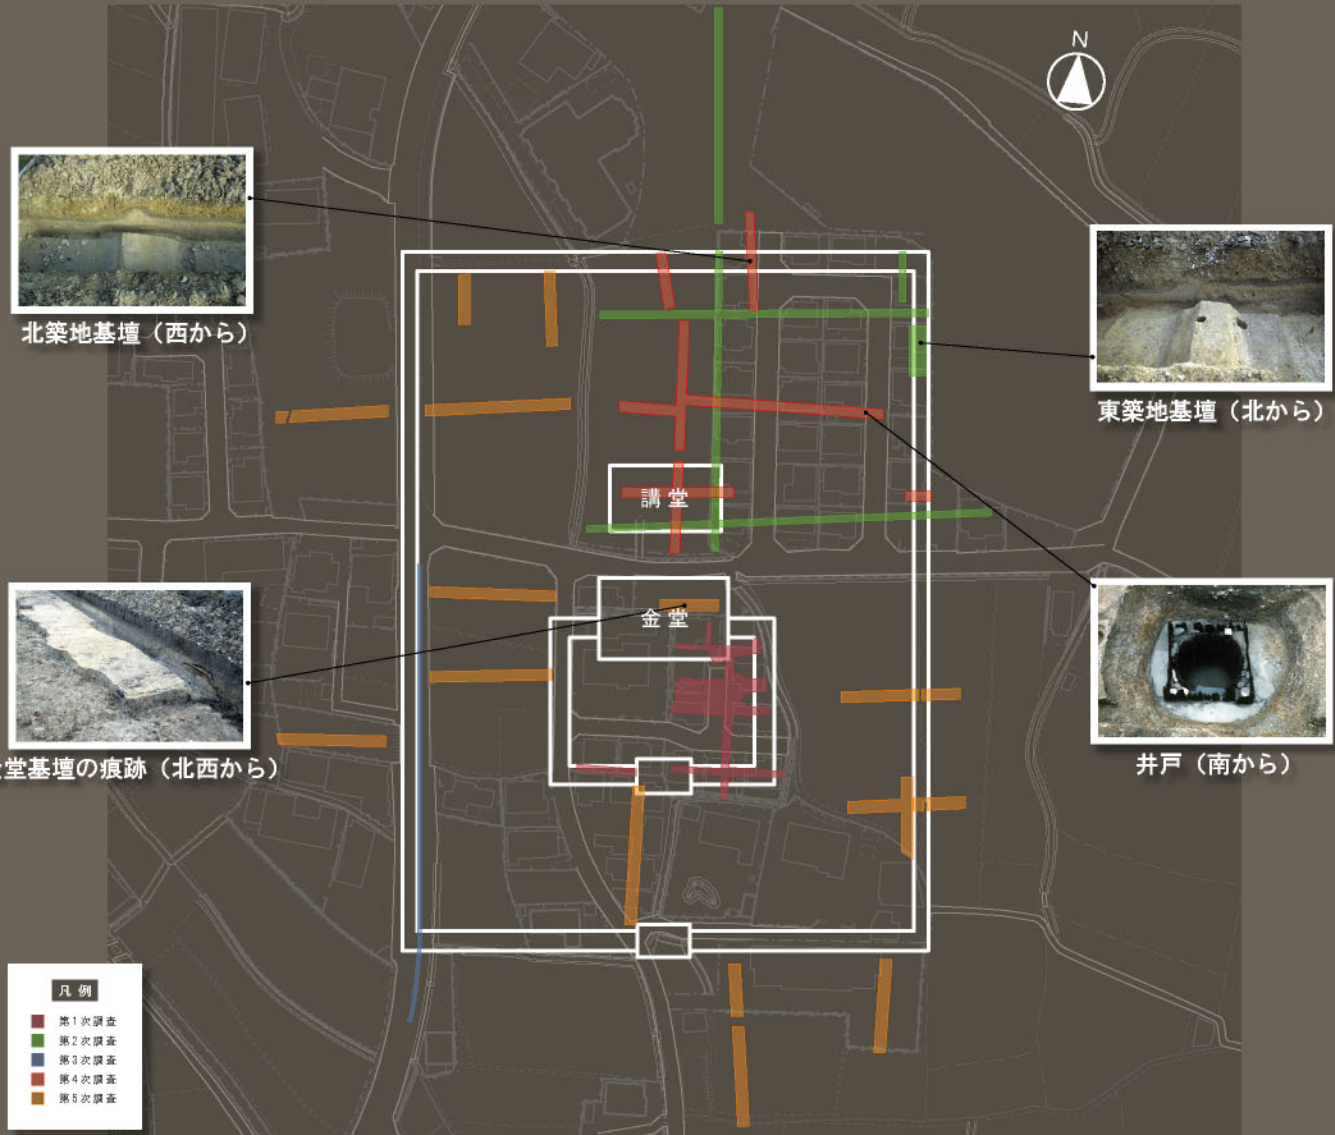 N
北築地基壇（西から）
東築地基壇（北から）
講堂
金堂
堂基壇の痕跡（北西から）
井戸（南から）
凡例
第1次調査
第2次調査
第3次調査
第4次調査
第5次調査